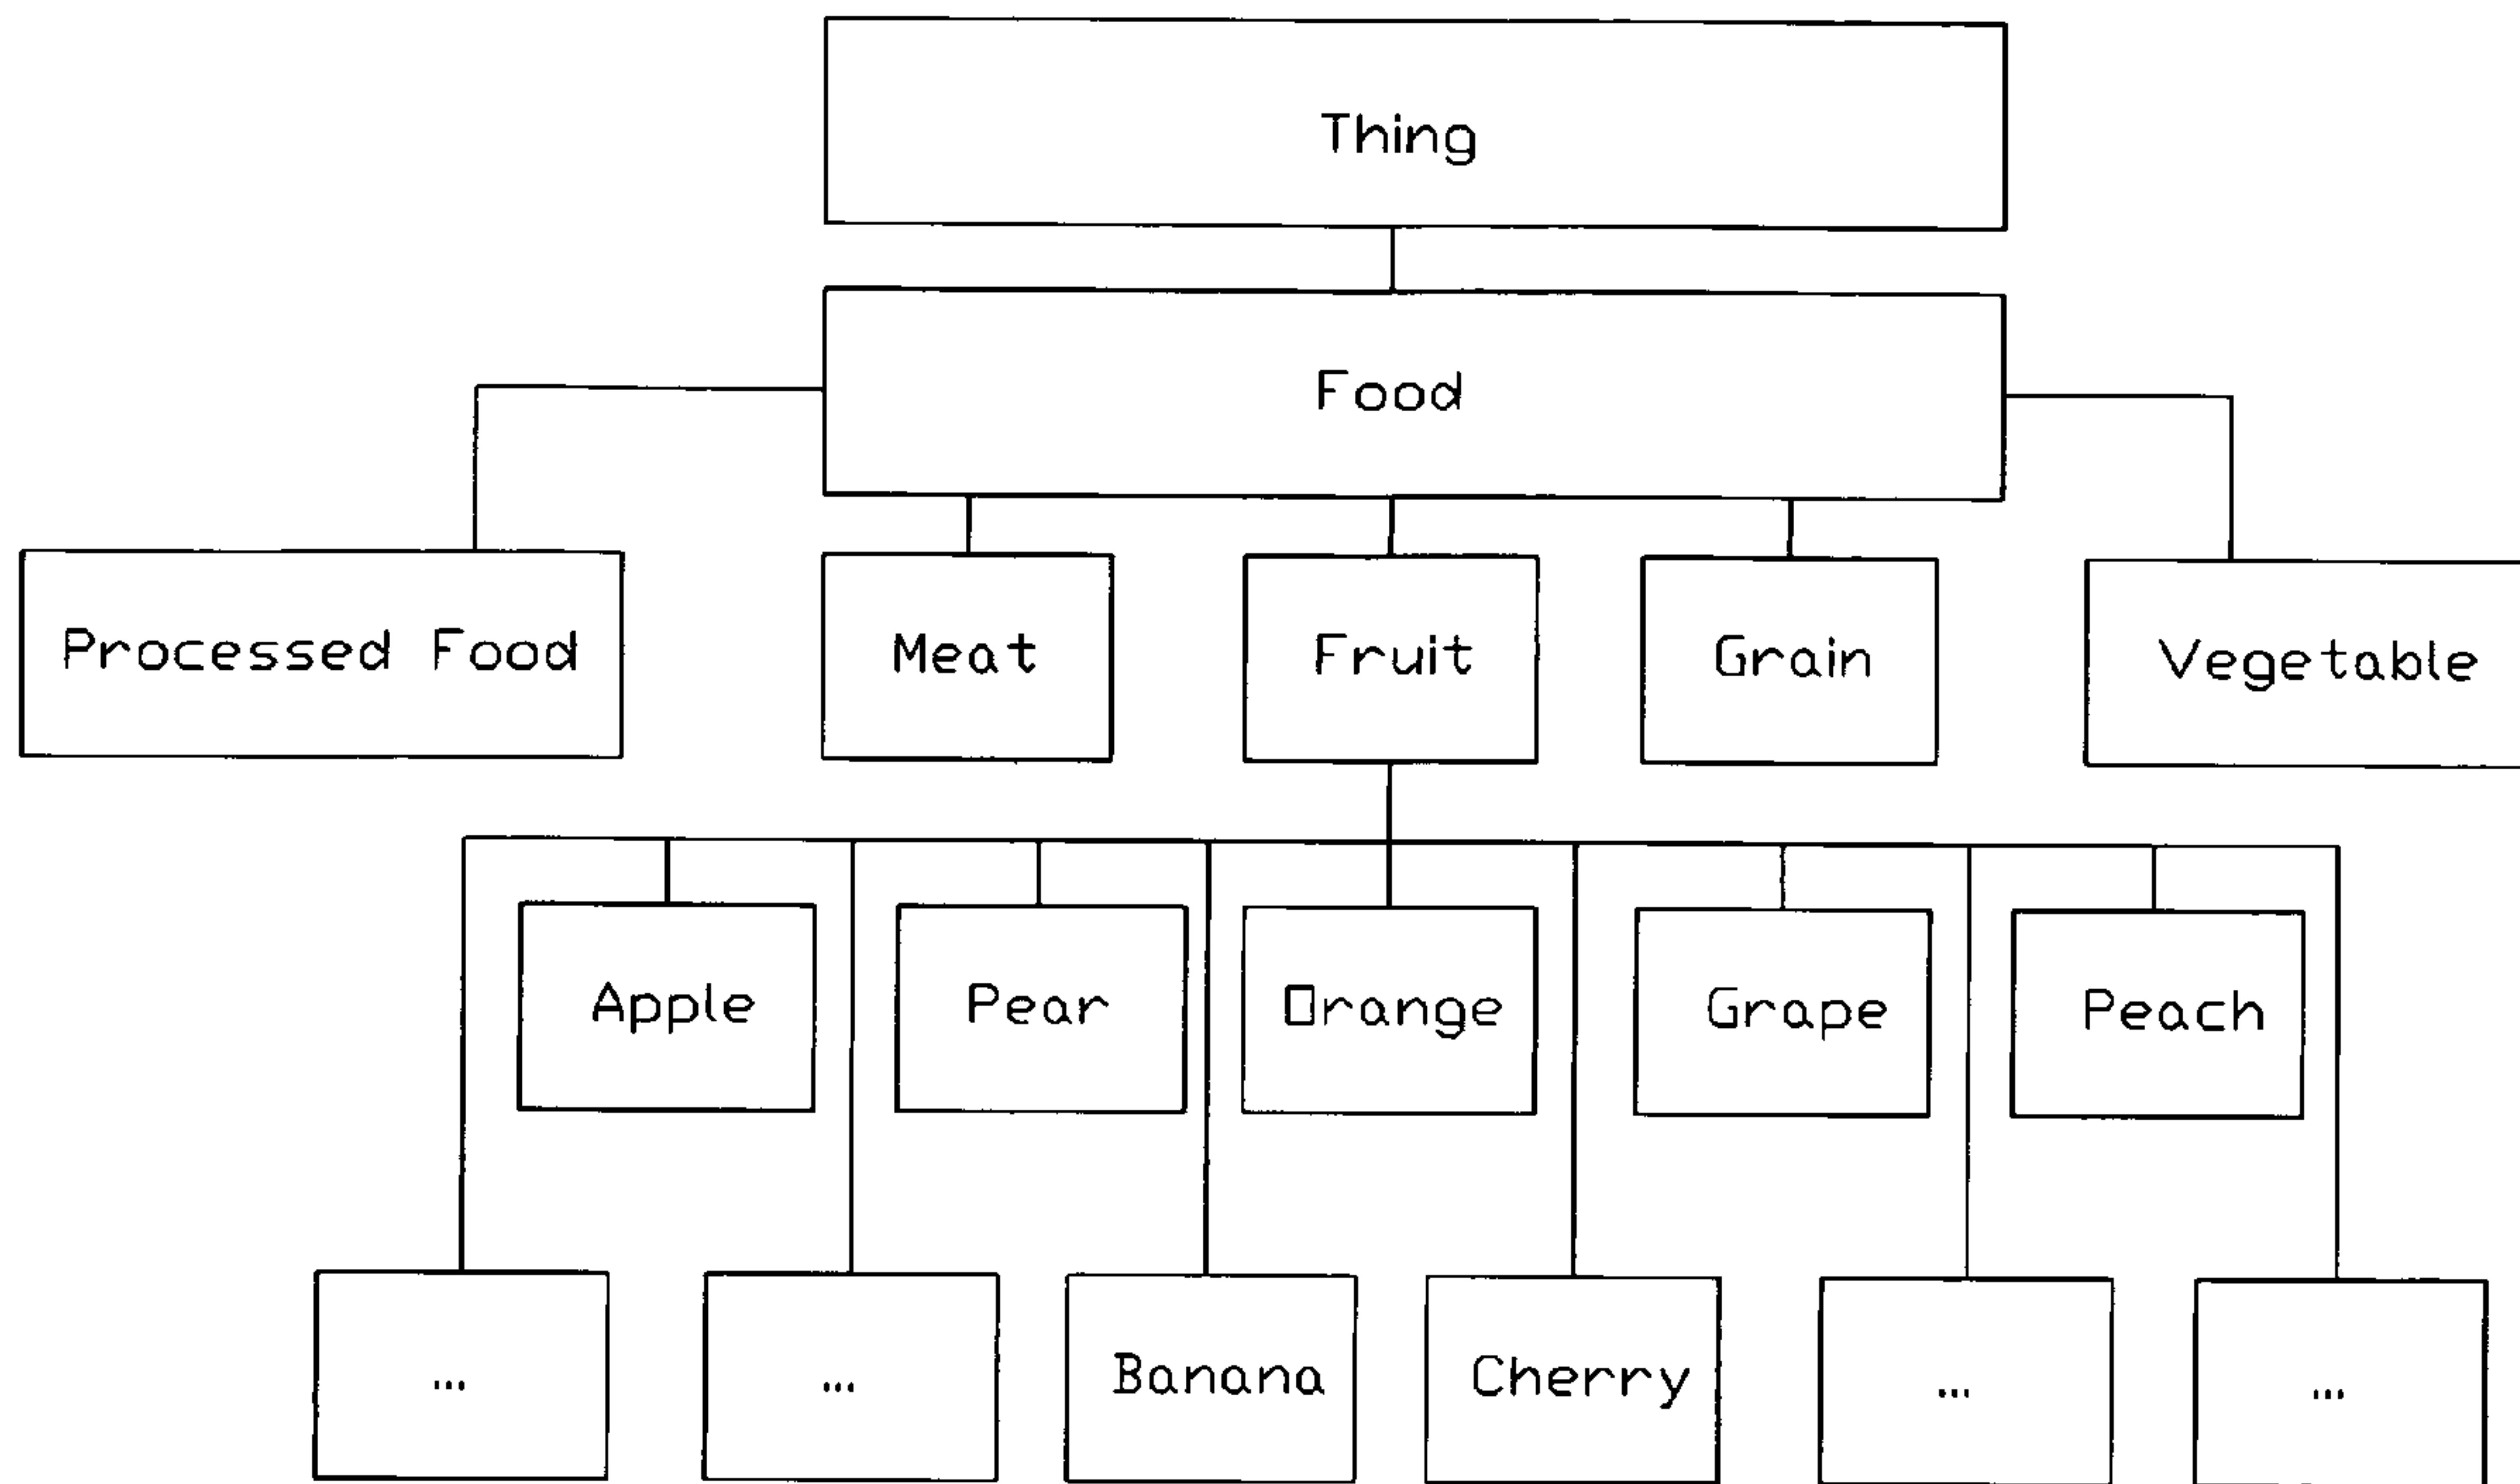 Thing
Food
Processed Food
Meat
Fruit
Grain
Vegetable
Apple
Pear
Orange
Grape
Peach
...
...
Banana
Cherry
...
...